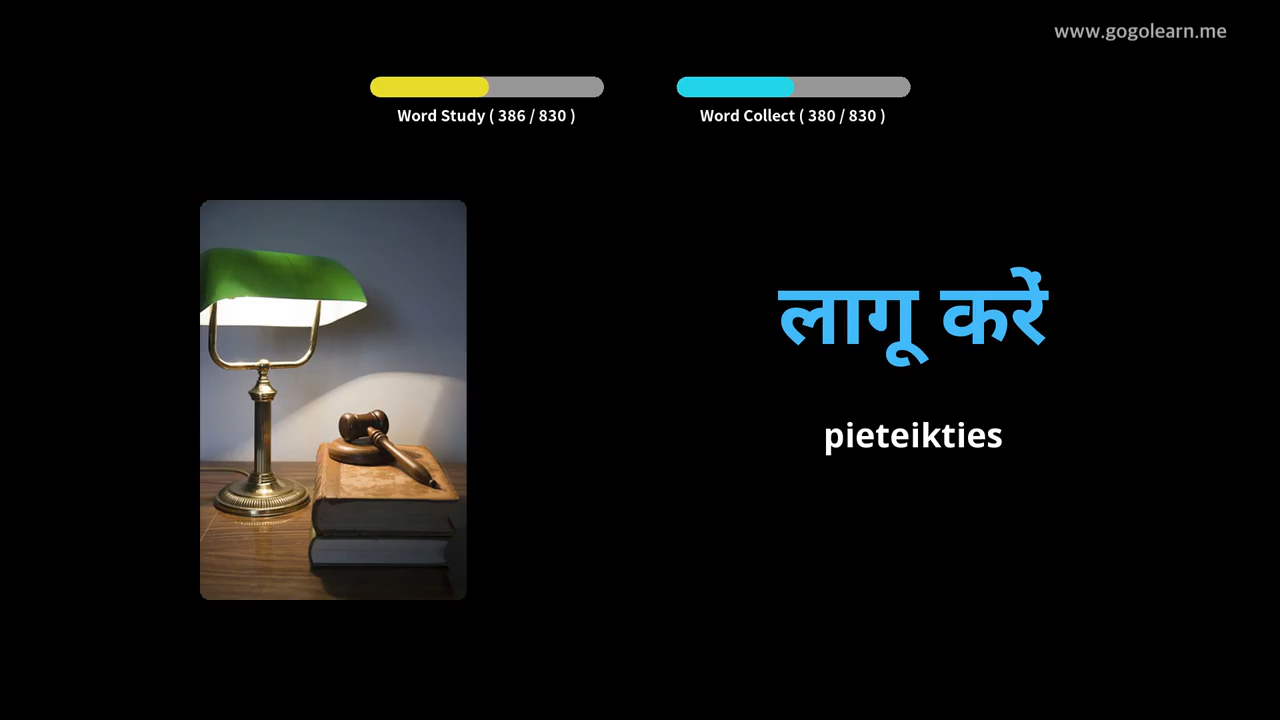 www.gogolearn.me
Word Study ( 386 / 830 )
Word Collect ( 380 / 830 )
लागू करें
pieteikties